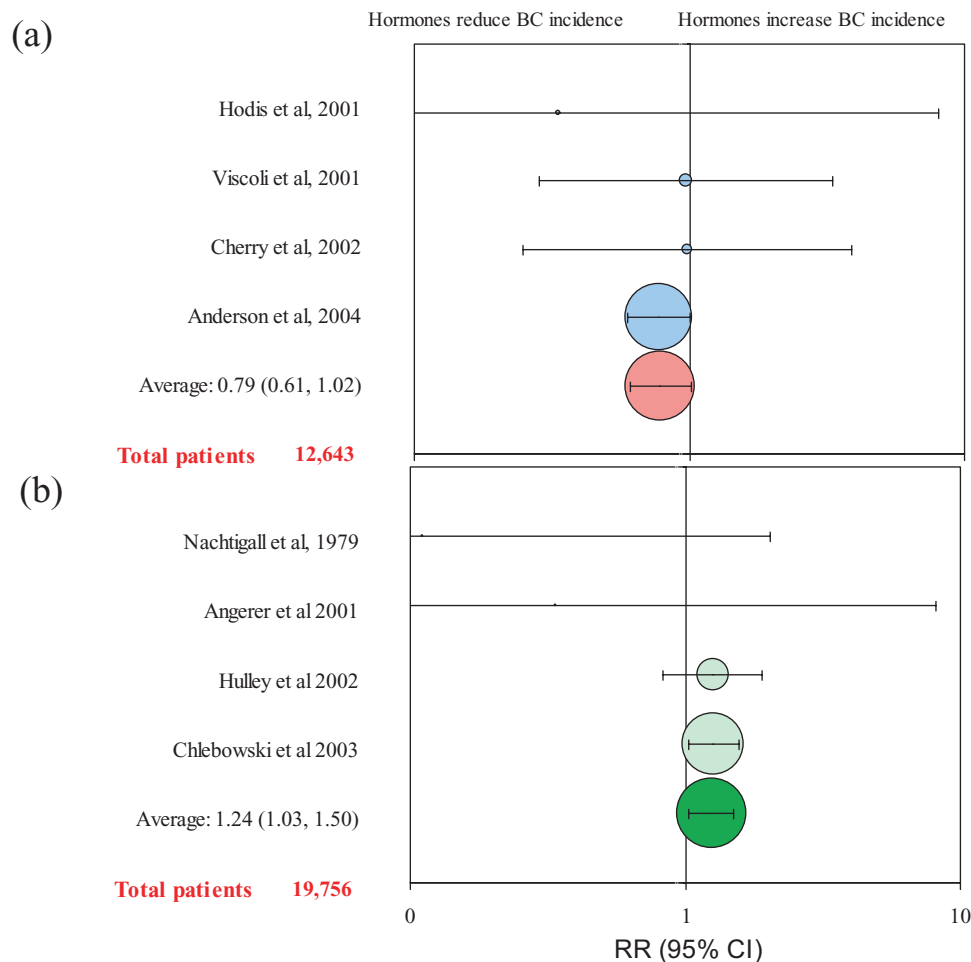 Hormones reduce BC incidence Hormones increase BC incidence
(a)
Hodis et al, 2001
Viscoli et al, 2001
Cherry et al, 2002
Anderson et al, 2004
Average: 0.79 (0.61, 1.02)
Total patients 12,643
(b)
Nachtigall et al, 1979
Angerer et al 2001
Hulley et al 2002
Chlebowski et al 2003
Average: 1.24 (1.03, 1.50)
Total patients 19,756
0 1 10
RR (95% CI)